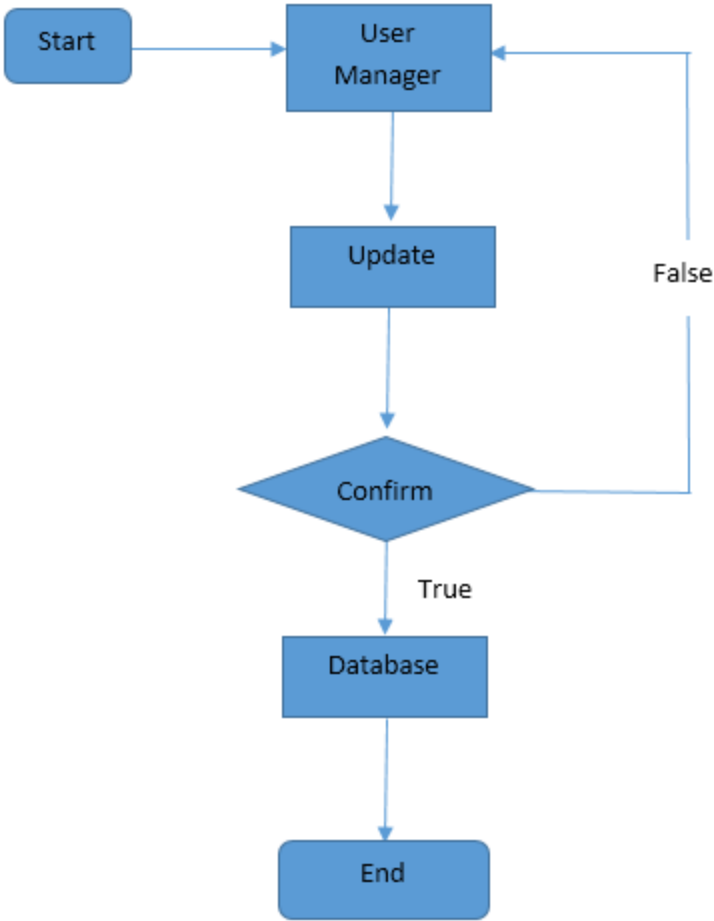 Start
User
Manager
Update
False
Confirm
True
Database
End